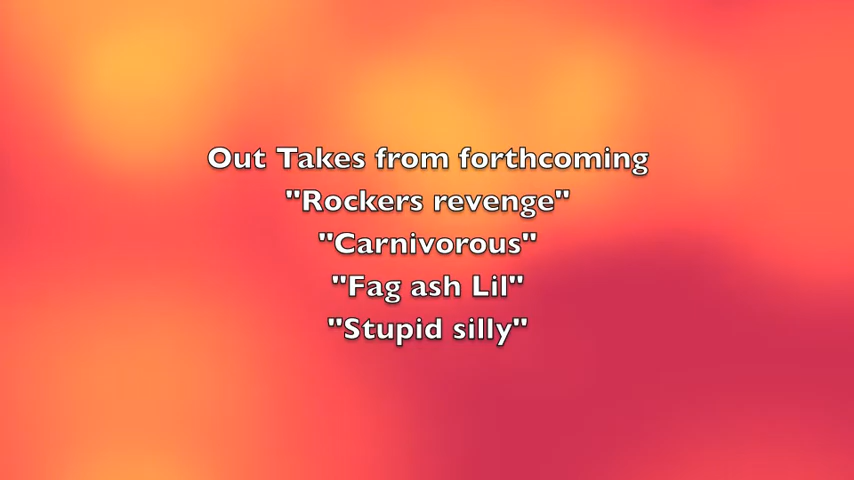 Out Takes from forthcoming
"Rockers revenge"
"Carnivorous"
"Fag ash Lil"
"Stupid silly"